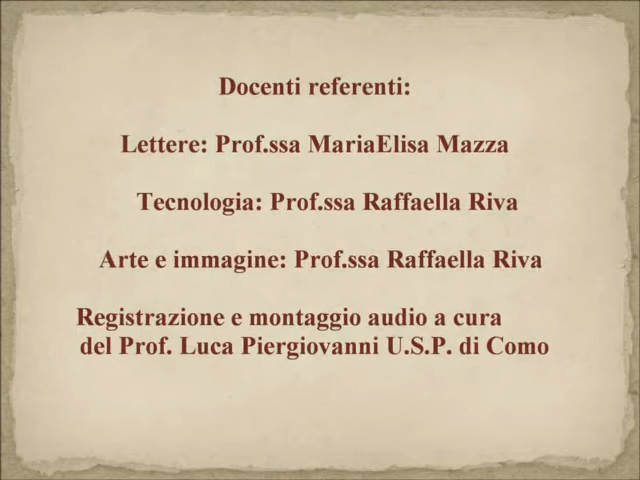 Docenti referenti:
Lettere: Prof.ssa MariaElisa Mazza
Tecnologia: Prof.ssa Raffaella Riva
Arte e immagine: Prof.ssa Raffaella Riva
Registrazione e montaggio audio a cura
del Prof. Luca Piergiovanni U.S.P. di Como